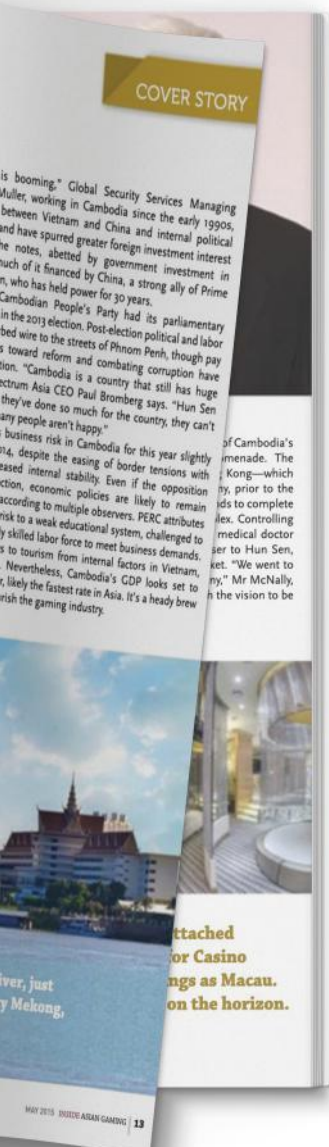 COVER STORY
is booming," Global Security Services Managing
Muller, working in Cambodia since the early 1990s,
between Vietnam and China and internal political
and have spurred greater foreign investment interest
he notes, abetted by government investment in
much of it financed by China, a strong ally of Prime
n, who has held power for 30 years.
Cambodian People's Party had its parliamentary
in the 2013 election. Post-election political and labor
bed wire to the streets of Phnom Penh, though pay
s toward reform and combating corruption have
tion. "Cambodia is a country that still has huge
ectrum Asia CEO Paul Bromberg says. "Hun Sen
they've done so much for the country, they can't
any people aren't happy."
s business risk in Cambodia for this year slightly
014, despite the easing of border tensions with
eased internal stability. Even if the opposition
ction, economic policies are likely to remain
according to multiple observers. PERC attributes
risk to a weak educational system, challenged to
ly skilled labor force to meet business demands.
s to tourism from internal factors in Vietnam,
. Nevertheless, Cambodia's GDP looks set to
, likely the fastest rate in Asia. It's a heady brew
rish the gaming industry.
iver, just
y Mekong,
MAY 2015 INSIDE ASIAN GAMING 13
of Cambodia's
menade. The
Kong—which
ny, prior to the
ds to complete
lex. Controlling
medical doctor
ser to Hun Sen,
ket. "We went to
ny," Mr McNally,
h the vision to be
ttached
or Casino
ngs as Macau.
on the horizon.